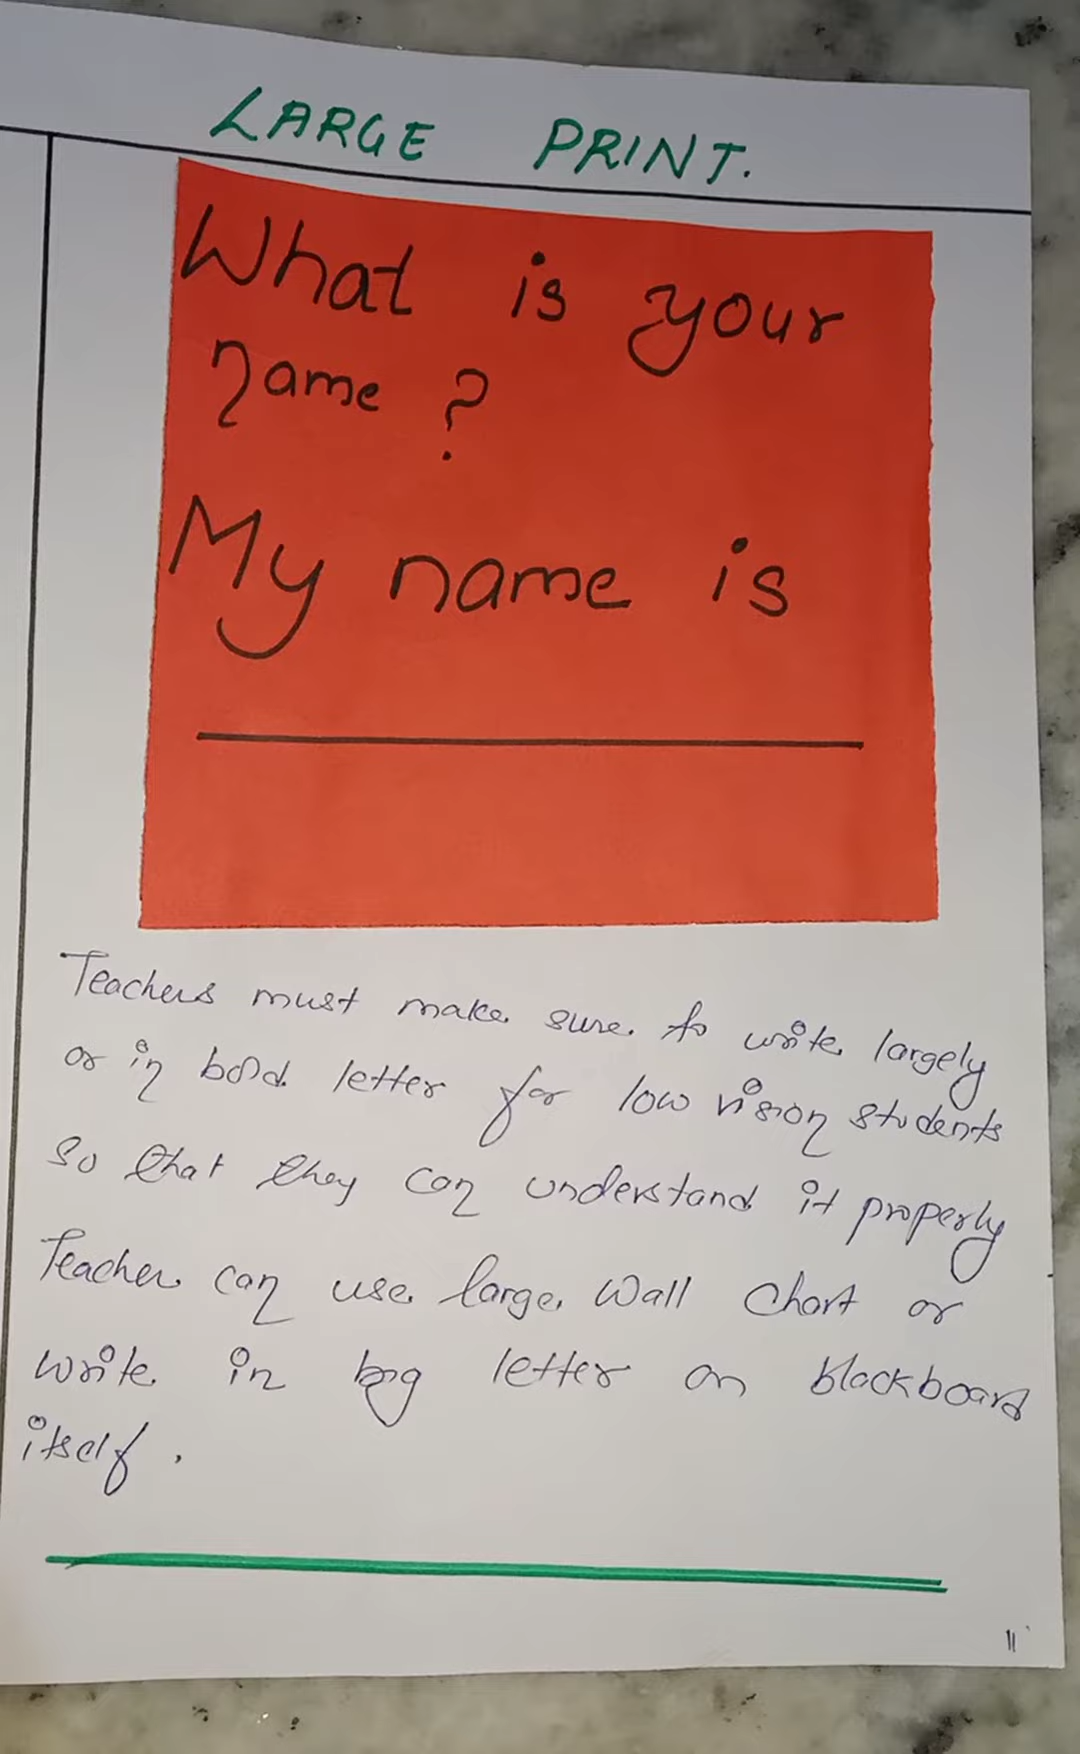 LARGE PRINT.
What is your
name ?
My name is
Teachers must make sure to write largely
or in bold letter for low vision students
so that they can understand it properly
Teacher can use large wall chart or
write in big letter on blackboard
itself.
11